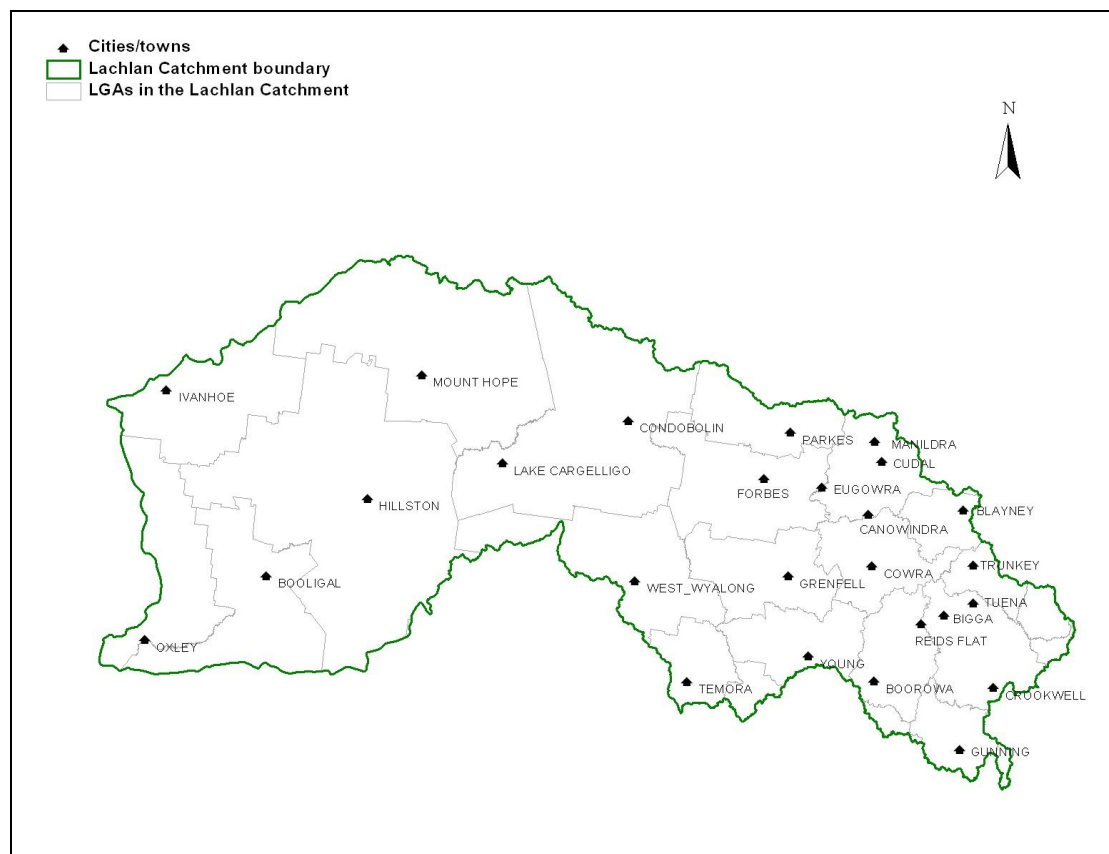 Cities/towns
Lachlan Catchment boundary
LGAs in the Lachlan Catchment
N
MOUNT HOPE
IVANHOE
CONDOBOLIN
PARKES
MANILDRA
CUDAL
LAKE CARGELLIGO
FORBES
EUGOWRA
HILLSTON
BLAYNEY
CANOWINDRA
TRUNKEY
COWRA
BOOLIGAL
WEST_WYALONG
GRENFELL
TUENA
BIGGA
REIDS FLAT
OXLEY
YOUNG
TEMORA
BOOROWA
CROOKWELL
GUNNING